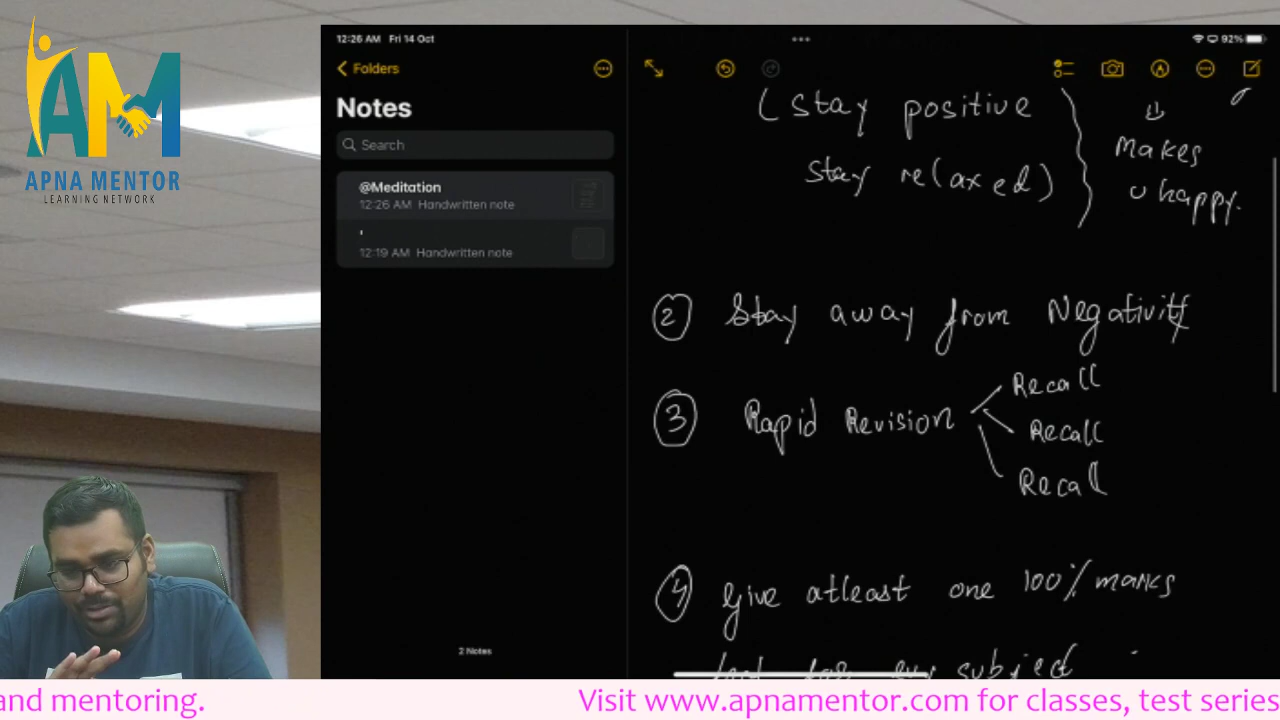 AM
APNA MENTOR
LEARNING NETWORK
12:26 AM Fri 14 Oct
92%
Folders
Notes
Search
@Meditation
12:26 AM Handwritten note
'
12:19 AM Handwritten note
2 Notes
( Stay positive
Stay relaxed )
makes
u happy.
② Stay away from Negativity
③ Rapid Revision
Recall
Recall
Recall
④ Give atleast one 100% marks
subject
and mentoring.
Visit www.apnamentor.com for classes, test series